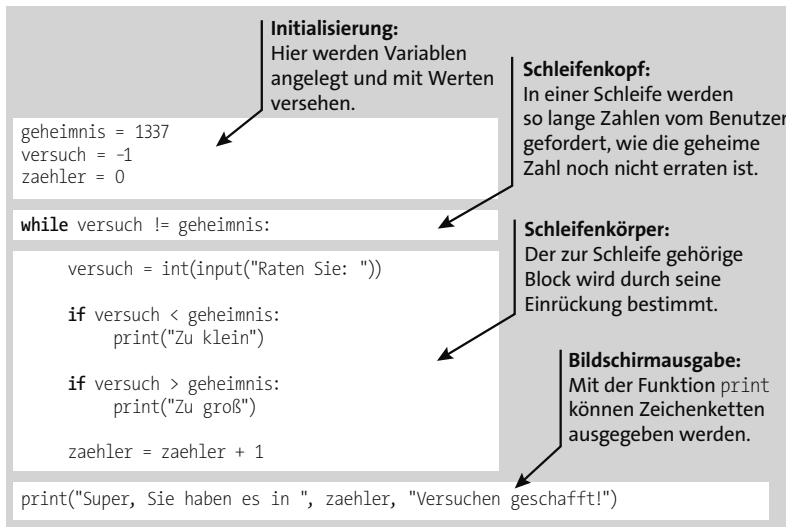 Initialisierung:
Hier werden Variablen
angelegt und mit Werten
versehen.
Schleifenkopf:
In einer Schleife werden
so lange Zahlen vom Benutzer
gefordert, wie die geheime
Zahl noch nicht erraten ist.
geheimnis = 1337
versuch = -1
zaehler = 0
while versuch != geheimnis:
Schleifenkörper:
Der zur Schleife gehörige
Block wird durch seine
Einrückung bestimmt.
versuch = int(input("Raten Sie: "))
if versuch < geheimnis:
print("Zu klein")
if versuch > geheimnis:
print("Zu groß")
zaehler = zaehler + 1
Bildschirmausgabe:
Mit der Funktion print
können Zeichenketten
ausgegeben werden.
print("Super, Sie haben es in ", zaehler, "Versuchen geschafft!")